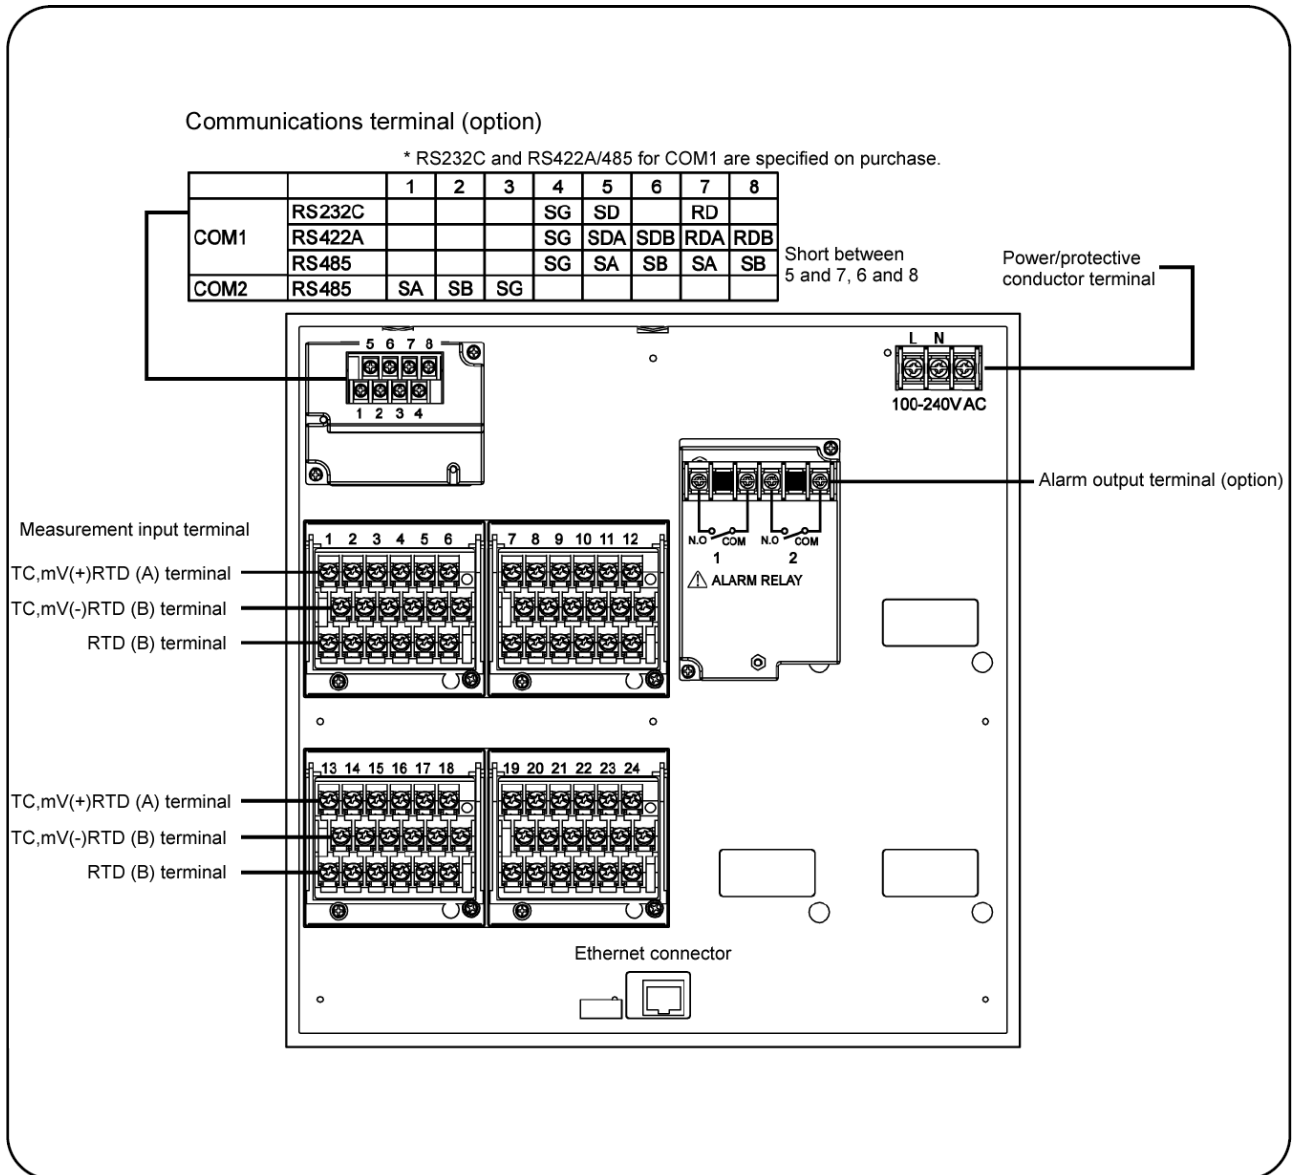 Communications terminal (option)
* RS232C and RS422A/485 for COM1 are specified on purchase.
1 2 3 4 5 6 7 8
COM1 RS232C SG SD RD
RS422A SG SDA SDB RDA RDB
RS485 SG SA SB SA SB
COM2 RS485 SA SB SG
Short between
5 and 7, 6 and 8
Power/protective
conductor terminal
5 6 7 8
1 2 3 4
L N
100-240V AC
Alarm output terminal (option)
N.O COM N.O COM
1 2
⚠ ALARM RELAY
Measurement input terminal
1 2 3 4 5 6 7 8 9 10 11 12
TC,mV(+)RTD (A) terminal
TC,mV(-)RTD (B) terminal
RTD (B) terminal
13 14 15 16 17 18 19 20 21 22 23 24
TC,mV(+)RTD (A) terminal
TC,mV(-)RTD (B) terminal
RTD (B) terminal
Ethernet connector